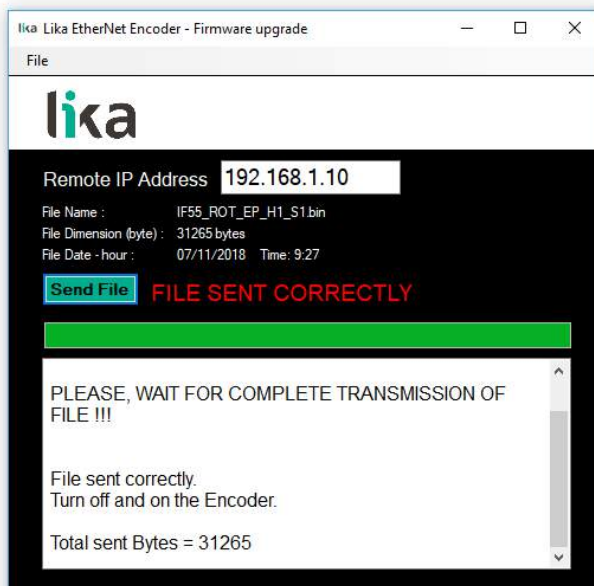 lika Lika EtherNet Encoder - Firmware upgrade
File
lika
Remote IP Address 192.168.1.10
File Name : IF55_ROT_EP_H1_S1.bin
File Dimension (byte) : 31265 bytes
File Date - hour : 07/11/2018 Time: 9:27
Send File FILE SENT CORRECTLY
PLEASE, WAIT FOR COMPLETE TRANSMISSION OF
FILE !!!
File sent correctly.
Turn off and on the Encoder.
Total sent Bytes = 31265